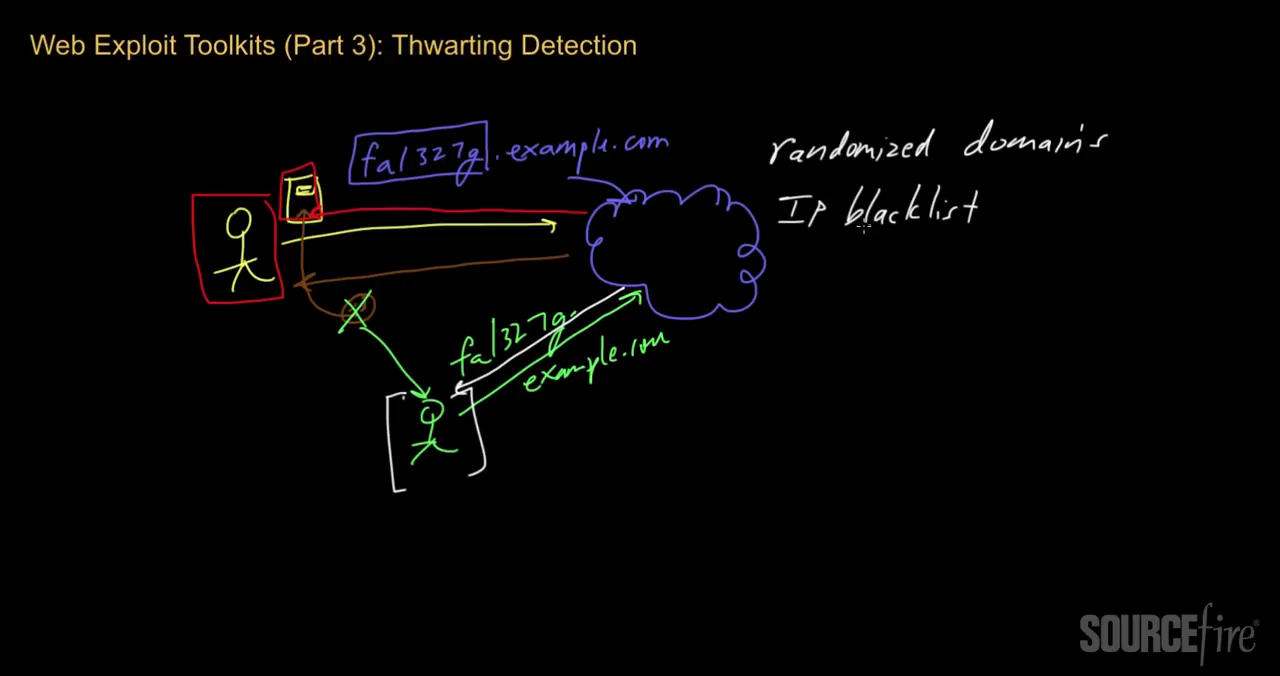 Web Exploit Toolkits (Part 3): Thwarting Detection
fa1327g.example.com
randomized domains
IP blacklist
fa1327g.
example.com
SOURCEfire®